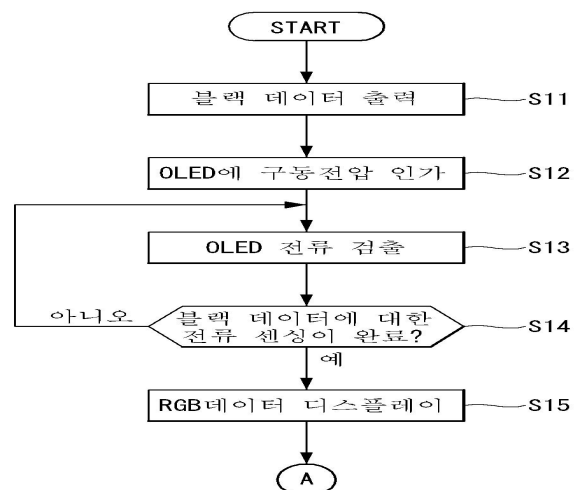 START
블랙 데이터 출력
S11
OLED에 구동전압 인가
S12
OLED 전류 검출
S13
아니오
블랙 데이터에 대한
전류 센싱이 완료?
S14
예
RGB데이터 디스플레이
S15
A